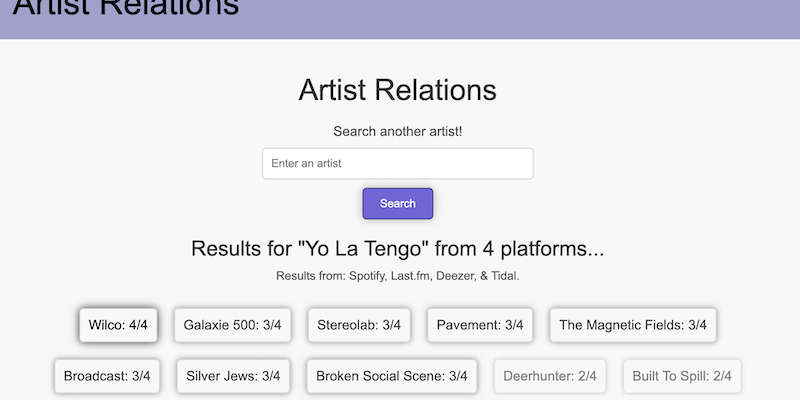 Artist Relations
Artist Relations
Search another artist!
Enter an artist
Search
Results for "Yo La Tengo" from 4 platforms...
Results from: Spotify, Last.fm, Deezer, & Tidal.
Wilco: 4/4 Galaxie 500: 3/4 Stereolab: 3/4 Pavement: 3/4 The Magnetic Fields: 3/4
Broadcast: 3/4 Silver Jews: 3/4 Broken Social Scene: 3/4 Deerhunter: 2/4 Built To Spill: 2/4